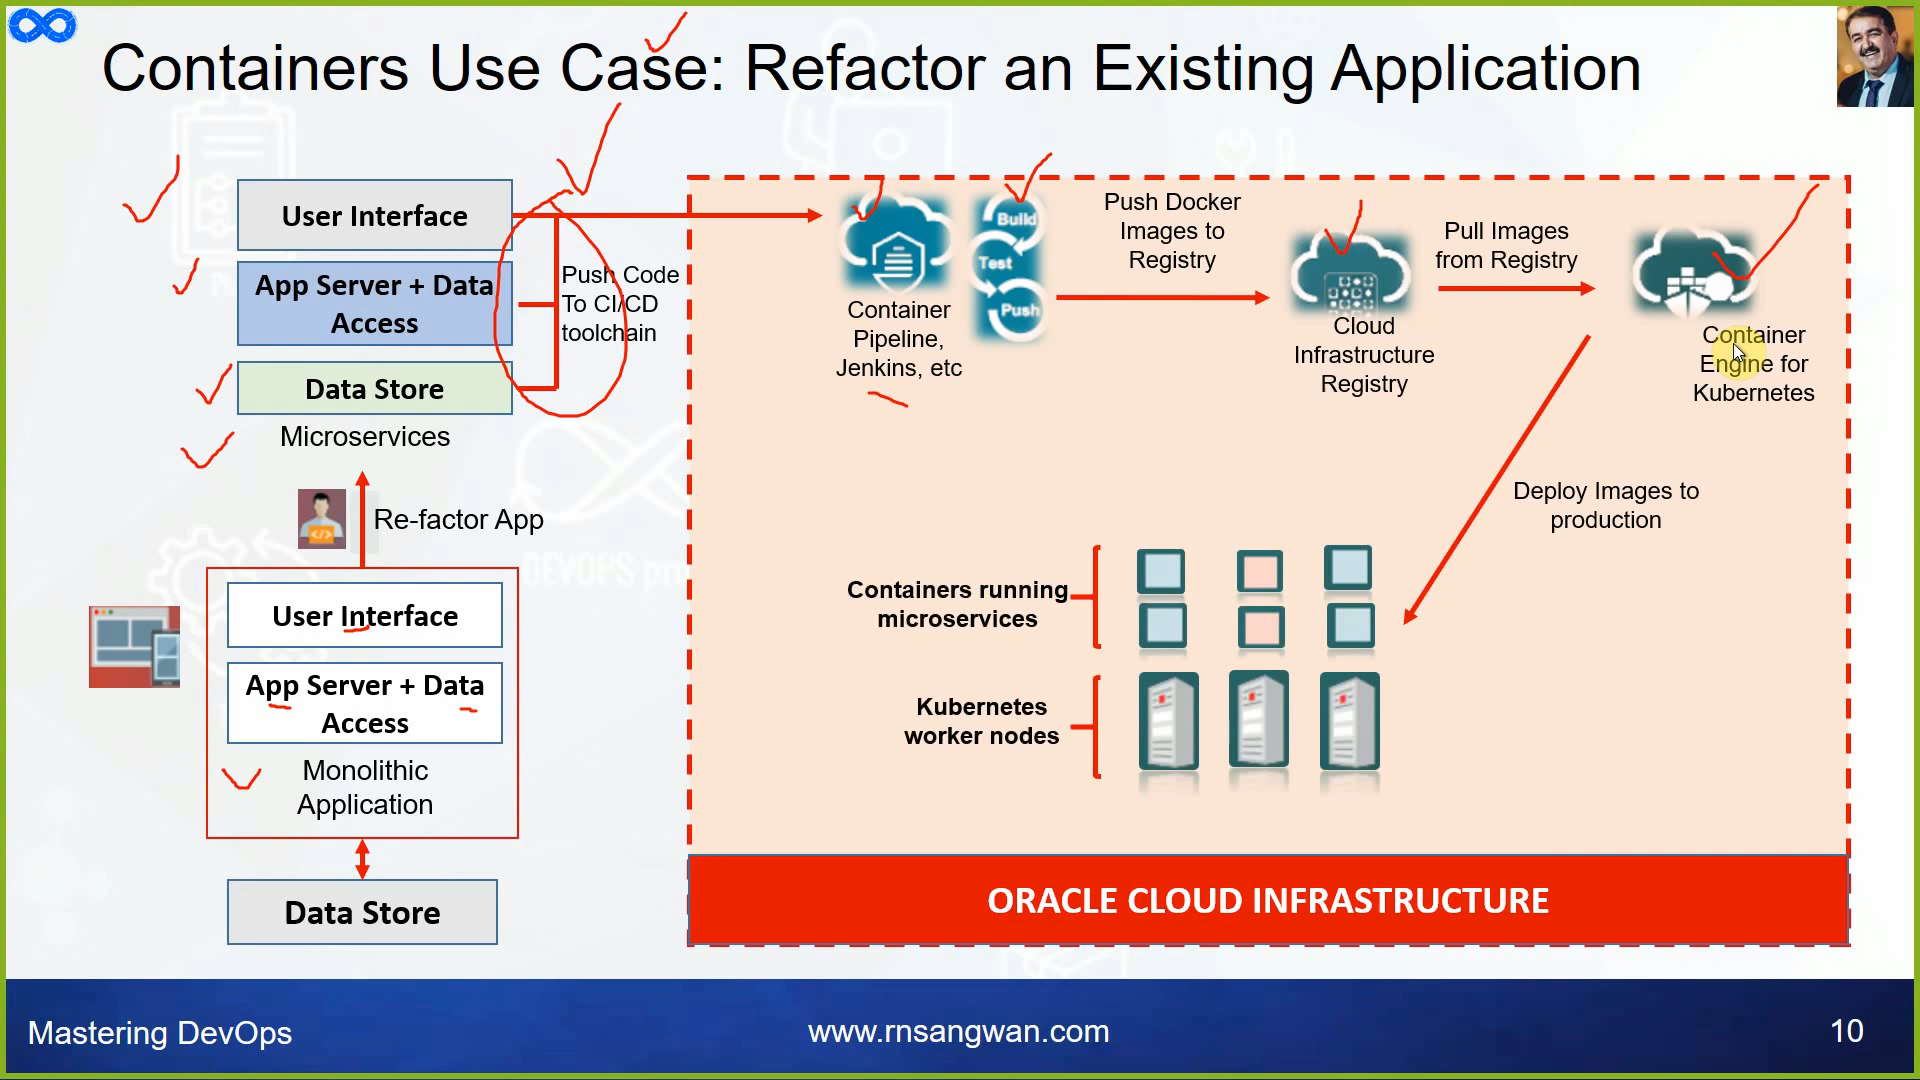 Containers Use Case: Refactor an Existing Application
User Interface
App Server + Data
Access
Data Store
Microservices
Push Code
To CI/CD
toolchain
Re-factor App
User Interface
App Server + Data
Access
Monolithic
Application
Data Store
Container
Pipeline,
Jenkins, etc
Build
Test
Push
Push Docker
Images to
Registry
Cloud
Infrastructure
Registry
Pull Images
from Registry
Container
Engine for
Kubernetes
Deploy Images to
production
Containers running
microservices
Kubernetes
worker nodes
ORACLE CLOUD INFRASTRUCTURE
DEVOPS pr
Mastering DevOps
www.rnsangwan.com
10